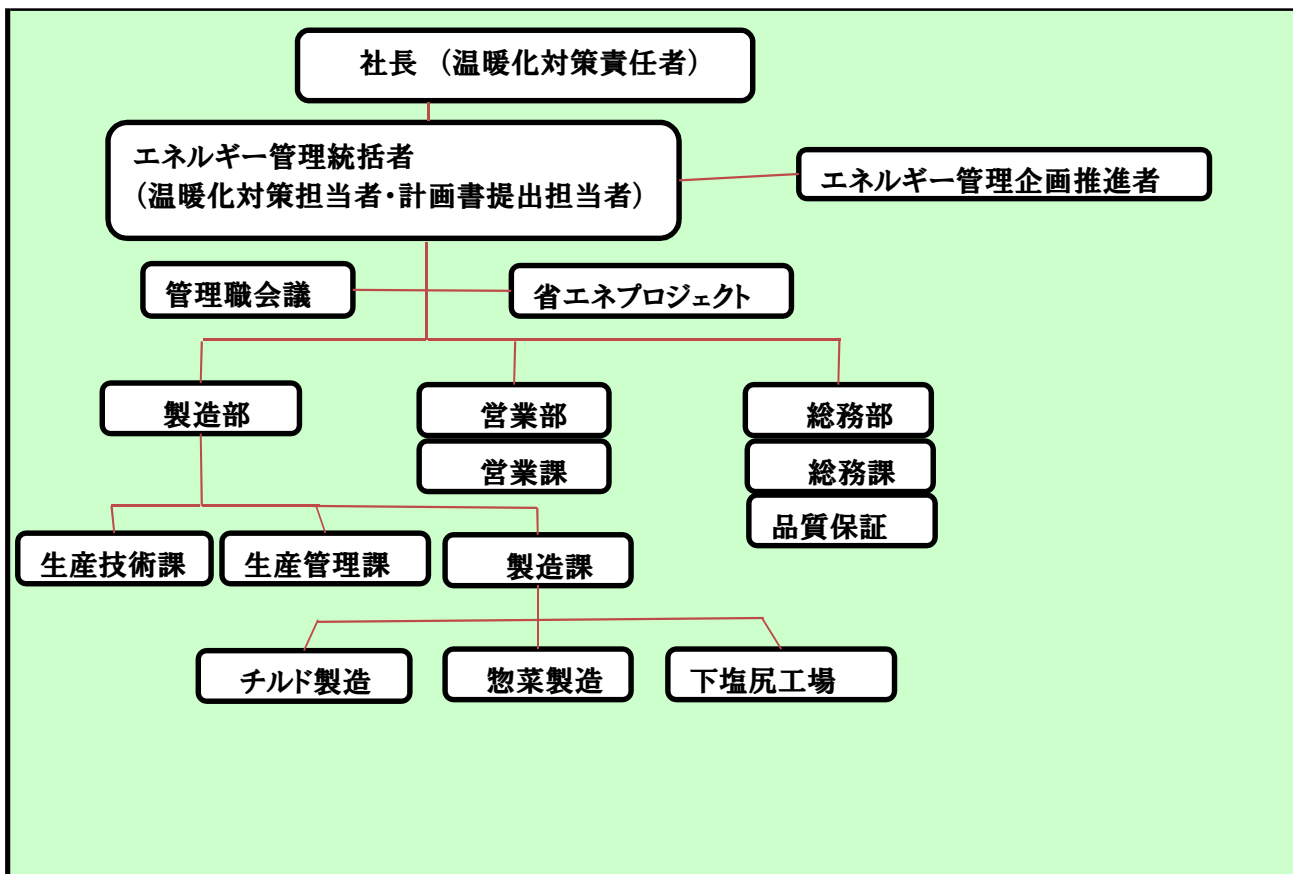 社長 （温暖化対策責任者）
エネルギー管理統括者
（温暖化対策担当者・計画書提出担当者）
エネルギー管理企画推進者
管理職会議
省エネプロジェクト
製造部
営業部
総務部
営業課
総務課
品質保証
生産技術課
生産管理課
製造課
チルド製造
惣菜製造
下塩尻工場